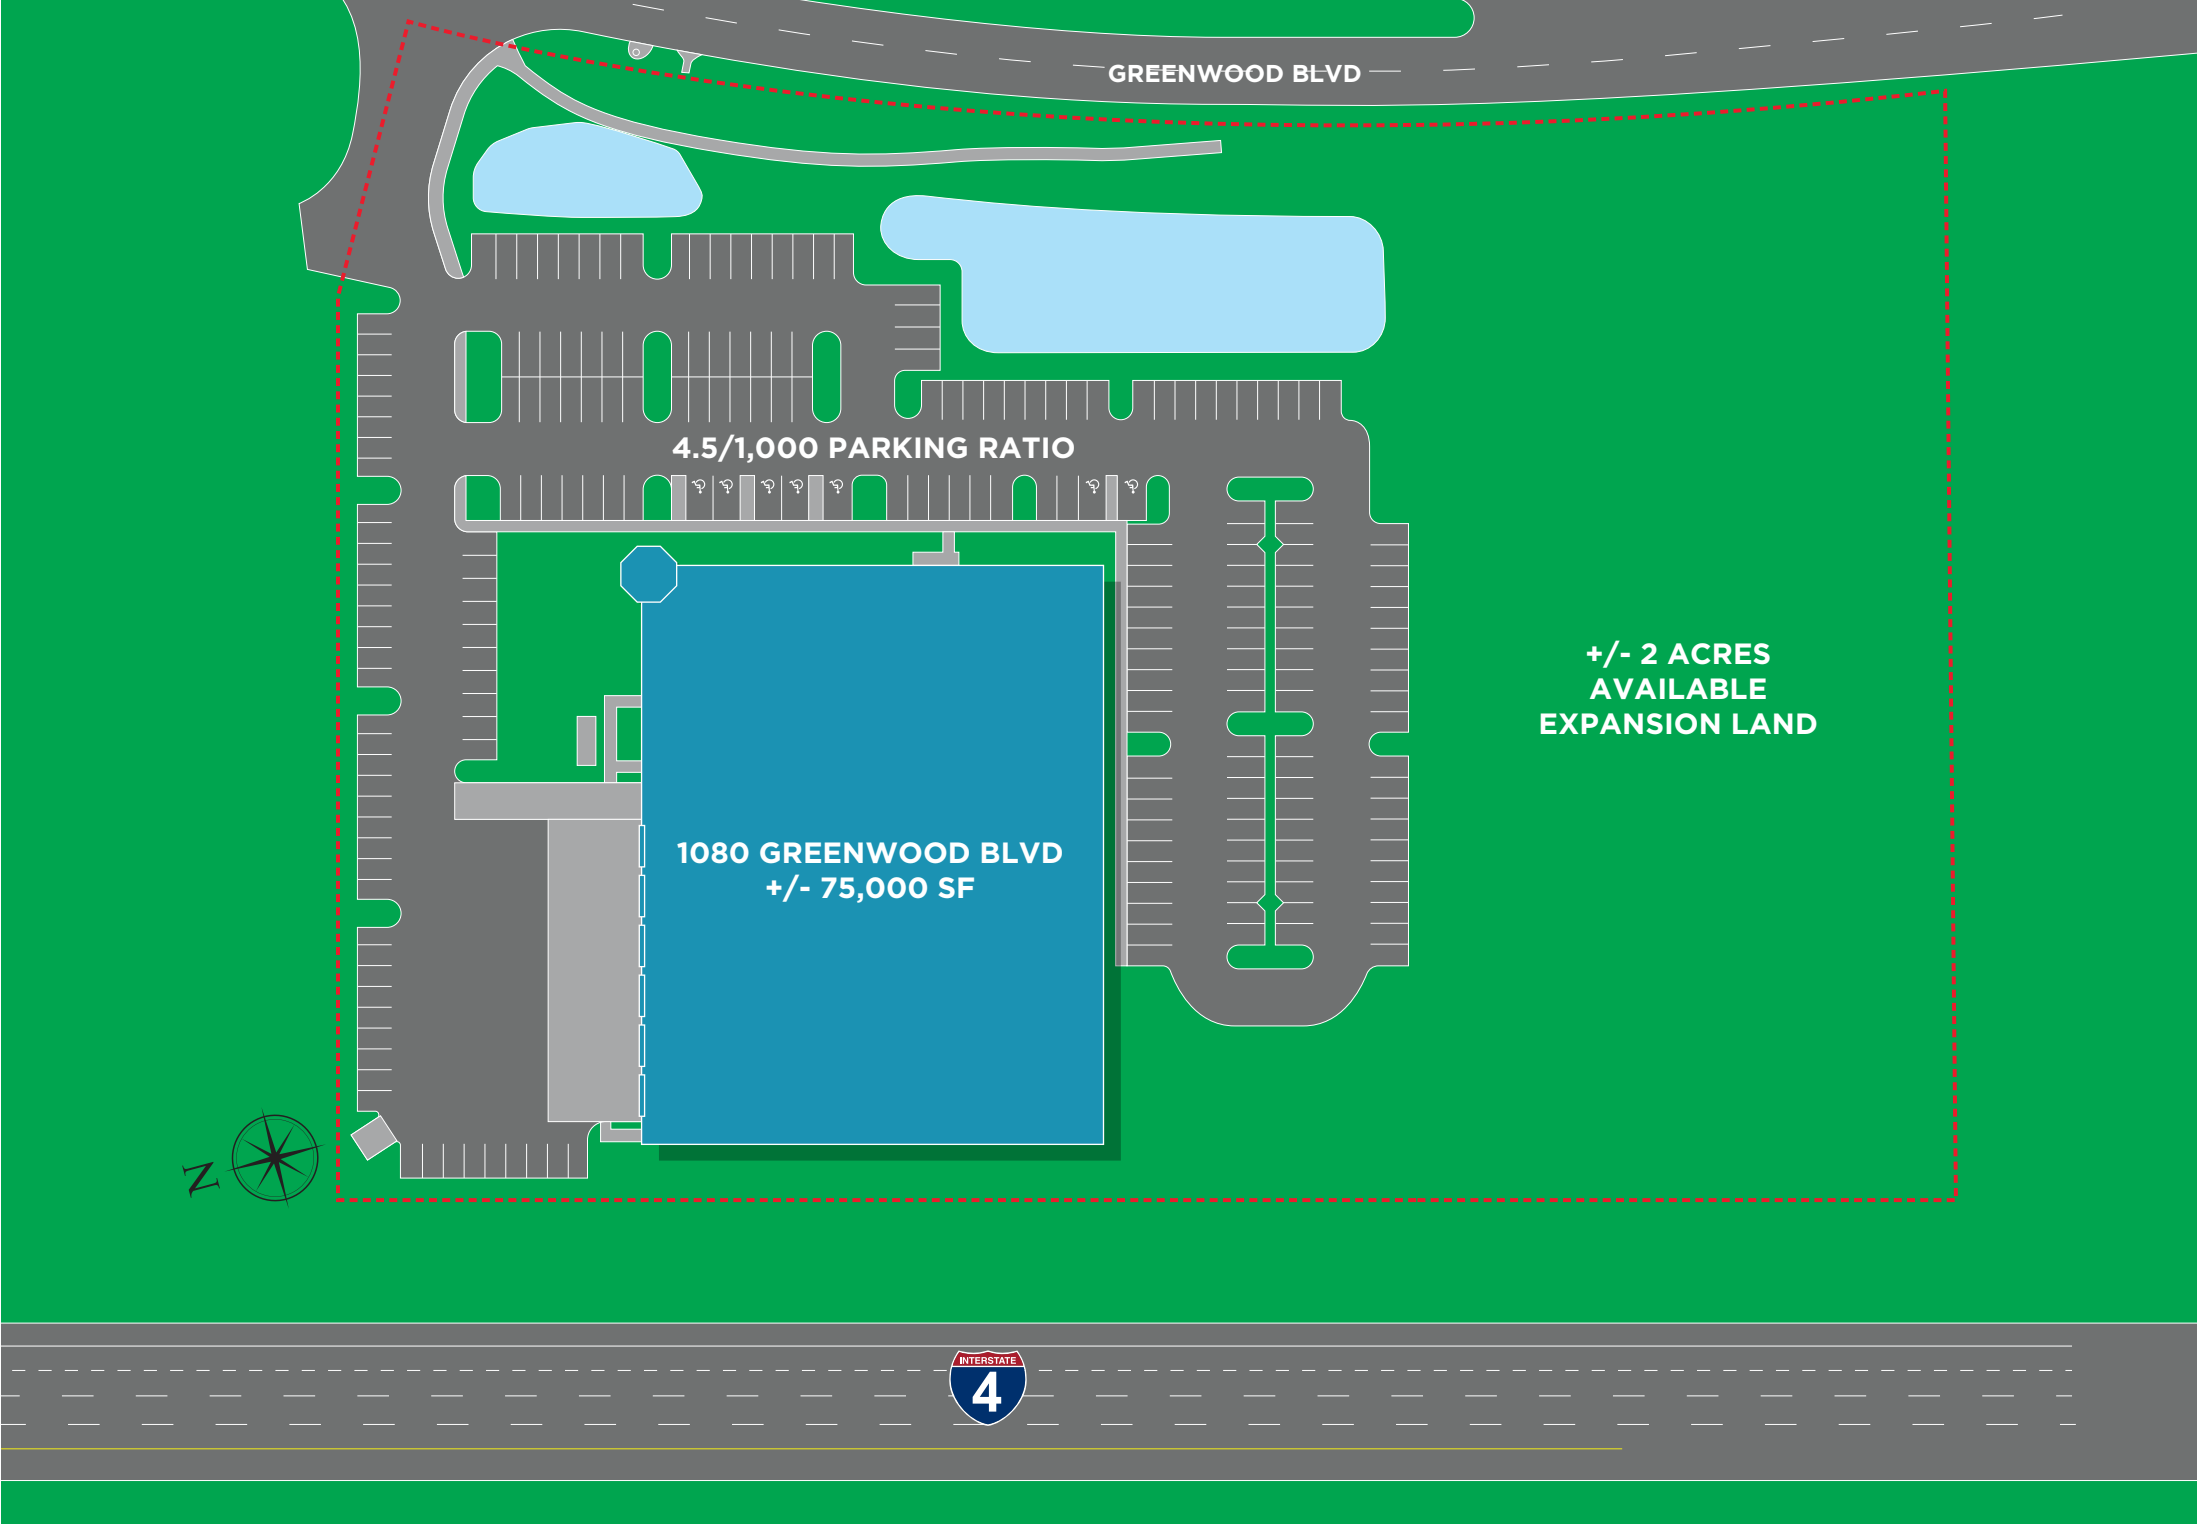 GREENWOOD BLVD
4.5/1,000 PARKING RATIO
+/- 2 ACRES
AVAILABLE
EXPANSION LAND
1080 GREENWOOD BLVD
+/- 75,000 SF
N
INTERSTATE
4